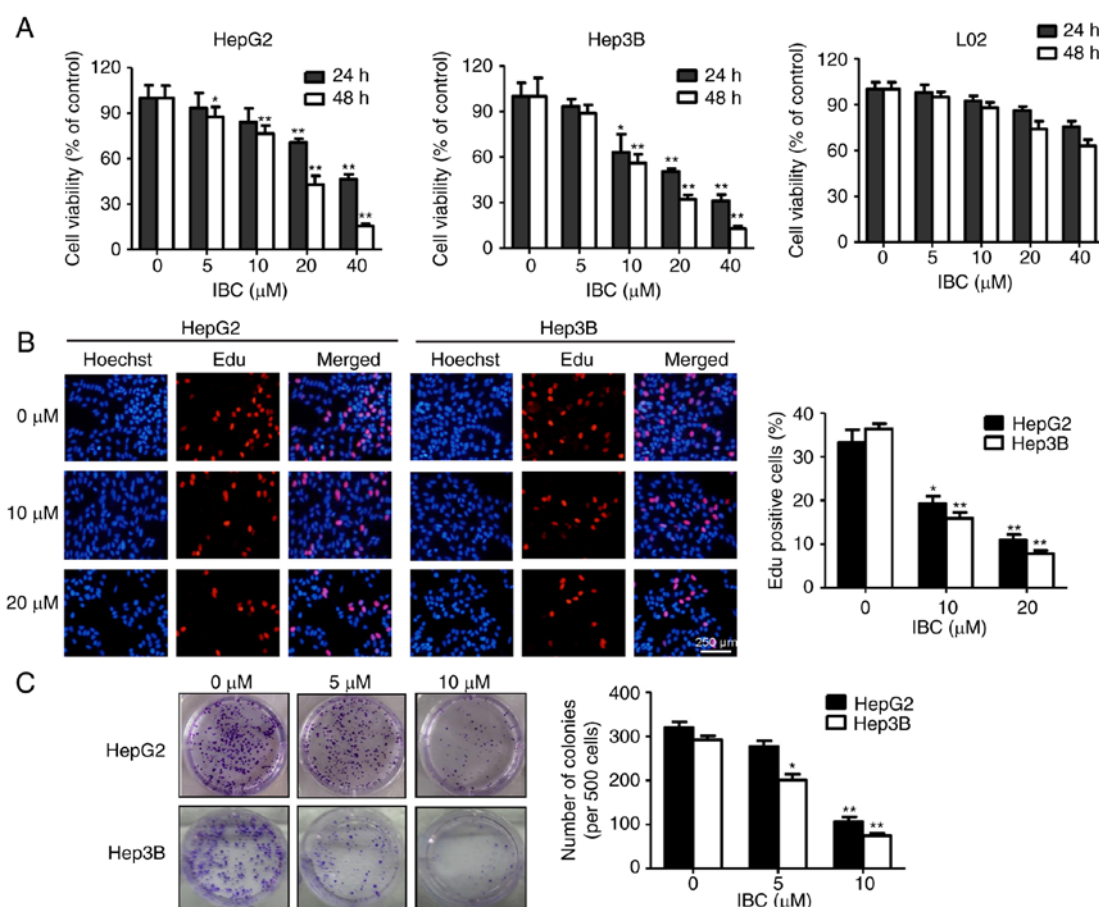 A
HepG2
24 h
48 h
Cell viability (% of control)
120
90
60
30
0
*
**
**
**
**
**
0 5 10 20 40
IBC (μM)
Hep3B
24 h
48 h
Cell viability (% of control)
120
90
60
30
0
*
**
**
**
**
**
0 5 10 20 40
IBC (μM)
L02
24 h
48 h
Cell viability (% of control)
120
90
60
30
0
0 5 10 20 40
IBC (μM)
B
HepG2 Hep3B
Hoechst Edu Merged Hoechst Edu Merged
0 μM
10 μM
20 μM
250 μm
Edu positive cells (%)
40
30
20
10
0
HepG2
Hep3B
*
**
**
**
0 10 20
IBC (μM)
C
0 μM 5 μM 10 μM
HepG2
Hep3B
Number of colonies
(per 500 cells)
400
300
200
100
0
HepG2
Hep3B
*
**
**
0 5 10
IBC (μM)